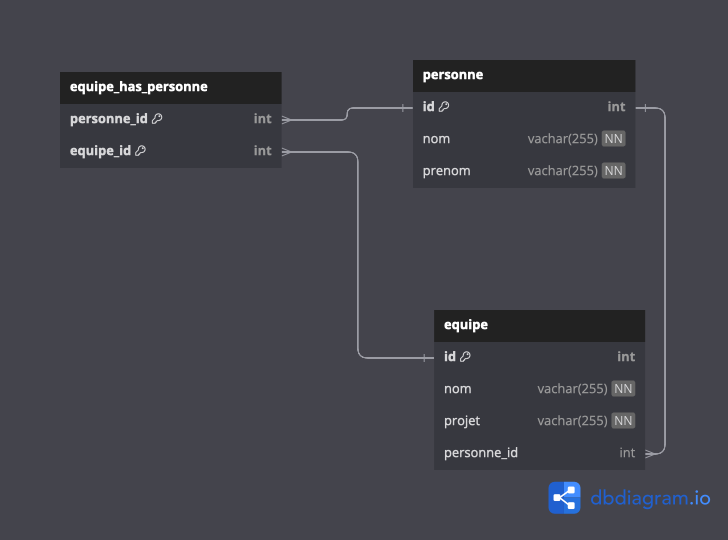 equipe_has_personne
personne_id int
equipe_id int
personne
id int
nom vachar(255) NN
prenom vachar(255) NN
equipe
id int
nom vachar(255) NN
projet vachar(255) NN
personne_id int
dbdiagram.io